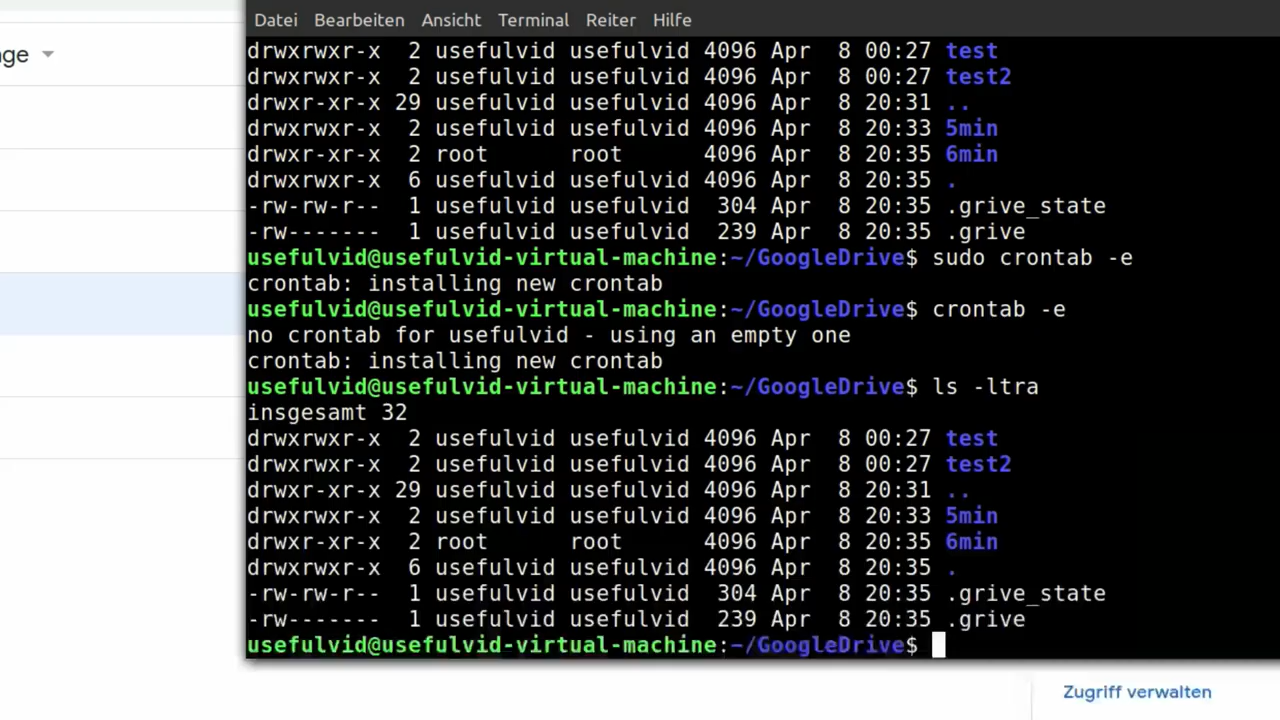 Datei Bearbeiten Ansicht Terminal Reiter Hilfe
nge
drwxrwxr-x 2 usefulvid usefulvid 4096 Apr 8 00:27 test
drwxrwxr-x 2 usefulvid usefulvid 4096 Apr 8 00:27 test2
drwxr-xr-x 29 usefulvid usefulvid 4096 Apr 8 20:31 ..
drwxrwxr-x 2 usefulvid usefulvid 4096 Apr 8 20:33 5min
drwxr-xr-x 2 root root 4096 Apr 8 20:35 6min
drwxrwxr-x 6 usefulvid usefulvid 4096 Apr 8 20:35 .
-rw-rw-r-- 1 usefulvid usefulvid 304 Apr 8 20:35 .grive_state
-rw------- 1 usefulvid usefulvid 239 Apr 8 20:35 .grive
usefulvid@usefulvid-virtual-machine:~/GoogleDrive$ sudo crontab -e
crontab: installing new crontab
usefulvid@usefulvid-virtual-machine:~/GoogleDrive$ crontab -e
no crontab for usefulvid - using an empty one
crontab: installing new crontab
usefulvid@usefulvid-virtual-machine:~/GoogleDrive$ ls -ltra
insgesamt 32
drwxrwxr-x 2 usefulvid usefulvid 4096 Apr 8 00:27 test
drwxrwxr-x 2 usefulvid usefulvid 4096 Apr 8 00:27 test2
drwxr-xr-x 29 usefulvid usefulvid 4096 Apr 8 20:31 ..
drwxrwxr-x 2 usefulvid usefulvid 4096 Apr 8 20:33 5min
drwxr-xr-x 2 root root 4096 Apr 8 20:35 6min
drwxrwxr-x 6 usefulvid usefulvid 4096 Apr 8 20:35 .
-rw-rw-r-- 1 usefulvid usefulvid 304 Apr 8 20:35 .grive_state
-rw------- 1 usefulvid usefulvid 239 Apr 8 20:35 .grive
usefulvid@usefulvid-virtual-machine:~/GoogleDrive$
Zugriff verwalten